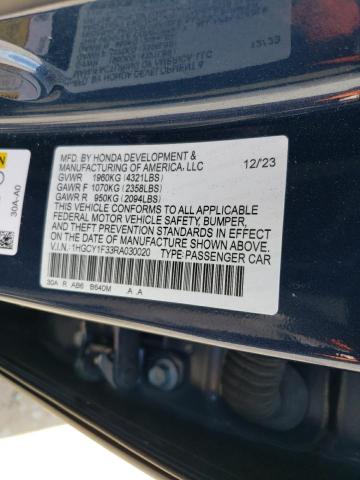 MFD. BY HONDA DEVELOPMENT &
MANUFACTURING OF AMERICA, LLC 12/23
GVWR 1960KG (4321LBS)
GAWR F 1070KG (2358LBS)
GAWR R 950KG (2094LBS)
THIS VEHICLE CONFORMS TO ALL APPLICABLE
FEDERAL MOTOR VEHICLE SAFETY, BUMPER,
AND THEFT PREVENTION STANDARDS IN EFFECT
ON THE DATE OF MANUFACTURE SHOWN ABOVE.
V.I.N.: 1HGCY1F33RA030020 TYPE: PASSENGER CAR
30A R AB6 B640M .A .A
30A-A0